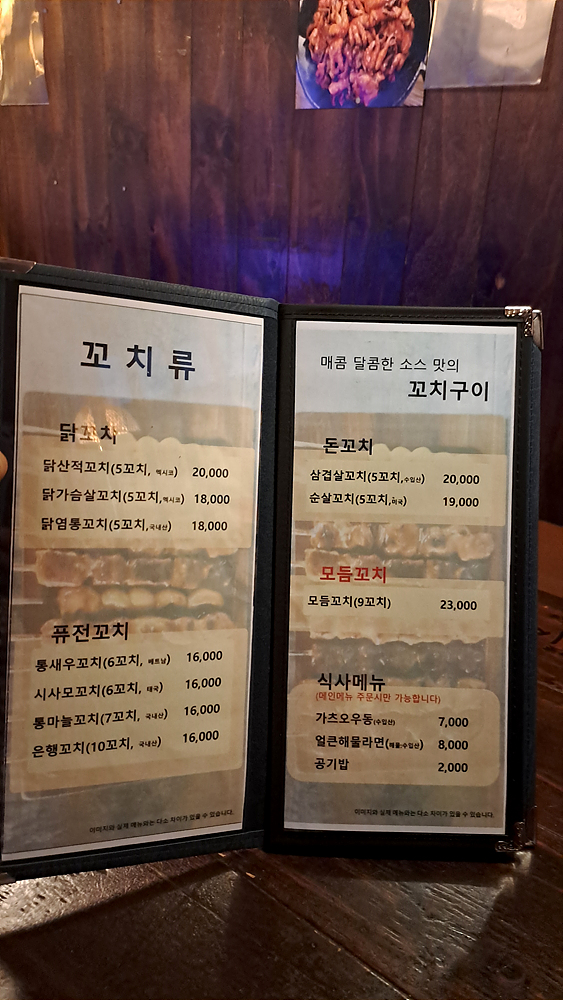 꼬 치 류
닭꼬치
닭산적꼬치(5꼬치, 멕시코) 20,000
닭가슴살꼬치(5꼬치,멕시코) 18,000
닭염통꼬치(5꼬치,국내산) 18,000
퓨전꼬치
통새우꼬치(6꼬치, 베트남) 16,000
시사모꼬치(6꼬치, 태국) 16,000
통마늘꼬치(7꼬치, 국내산) 16,000
은행꼬치(10꼬치, 국내산) 16,000
이미지와 실제 메뉴와는 다소 차이가 있을 수 있습니다.
매콤 달콤한 소스 맛의
꼬치구이
돈꼬치
삼겹살꼬치(5꼬치,수입산) 20,000
순살꼬치(5꼬치,미국) 19,000
모듬꼬치
모듬꼬치(9꼬치) 23,000
식사메뉴
(메인메뉴 주문시만 가능합니다)
가츠오우동(수입산) 7,000
얼큰해물라면(해물:수입산) 8,000
공기밥 2,000
이미지와 실제 메뉴와는 다소 차이가 있을 수 있습니다.